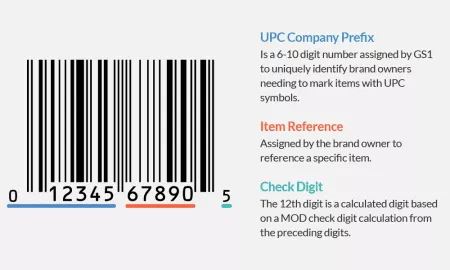 UPC Company Prefix
Is a 6-10 digit number assigned by GS1
to uniquely identify brand owners
needing to mark items with UPC
symbols.
Item Reference
Assigned by the brand owner to
reference a specific item.
Check Digit
The 12th digit is a calculated digit based
on a MOD check digit calculation from
the preceding digits.
0 12345 67890 5